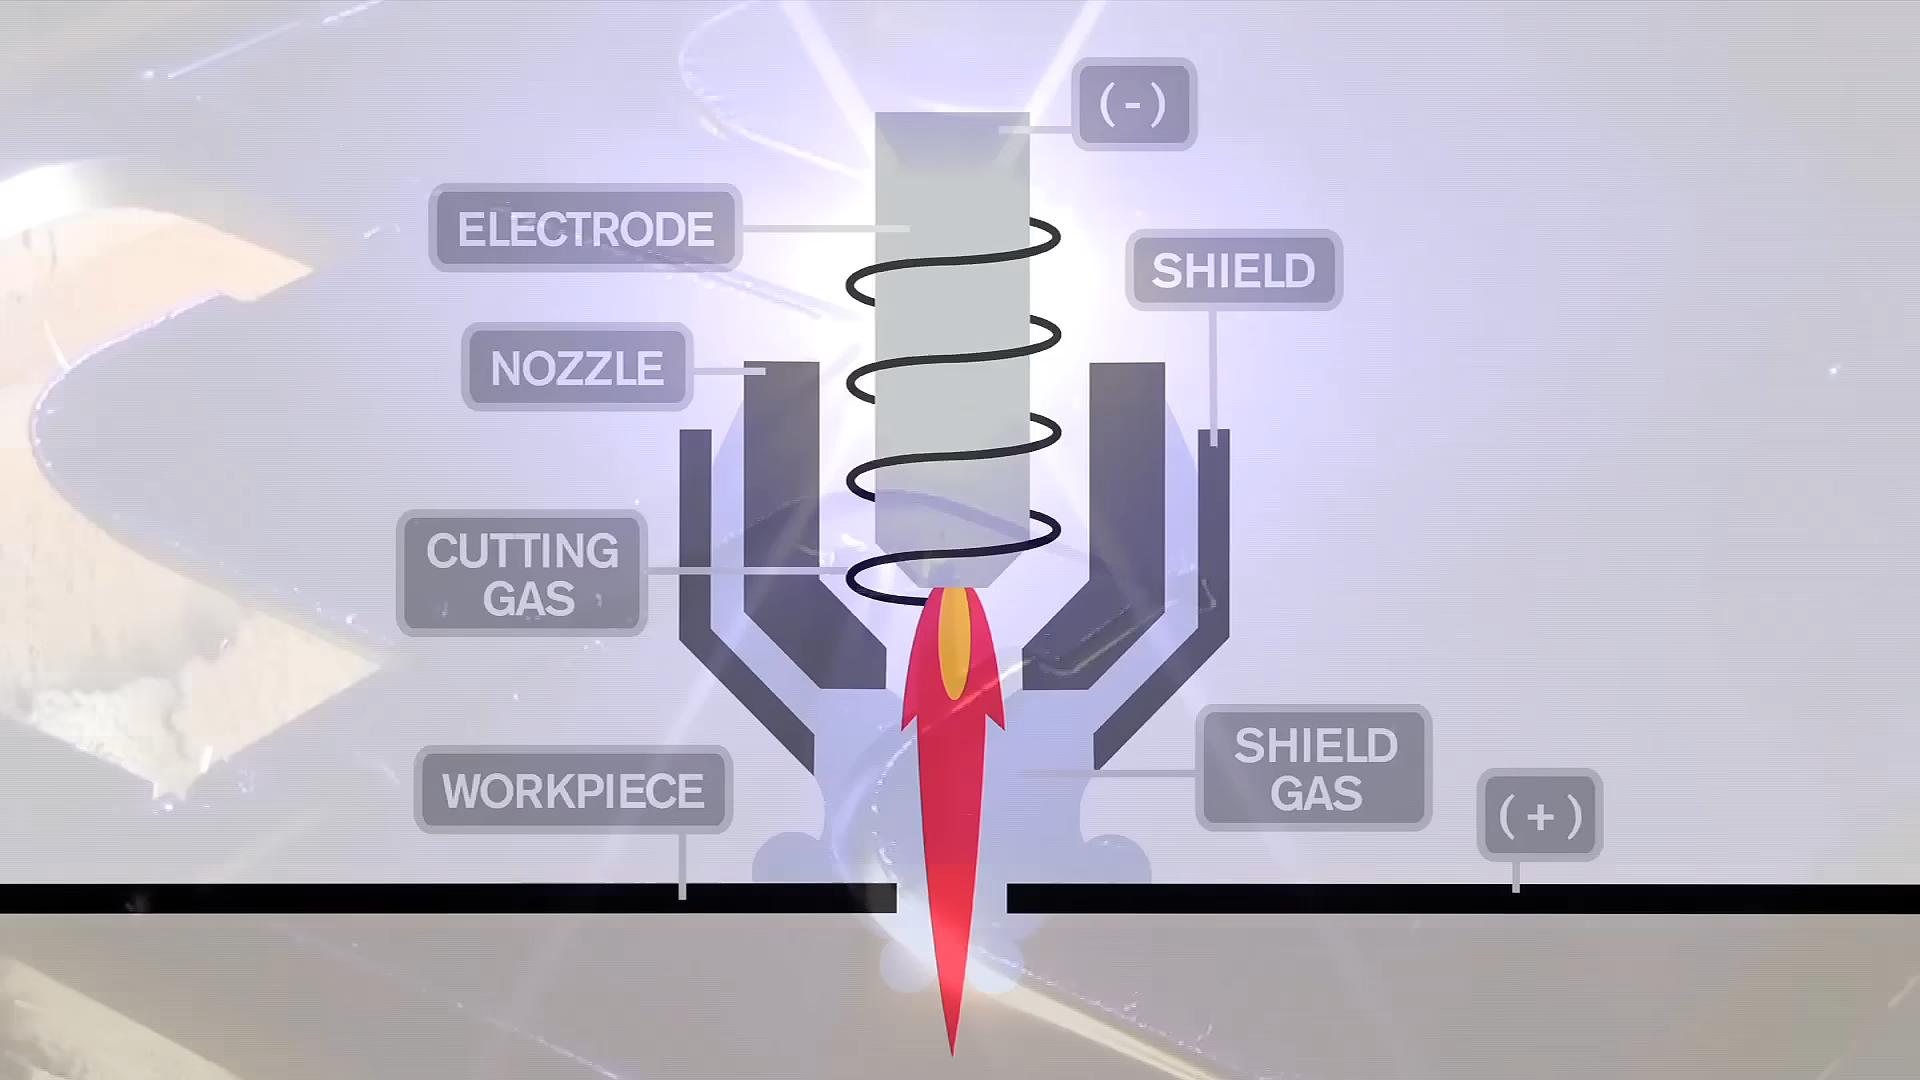 (-)
ELECTRODE
SHIELD
NOZZLE
CUTTING
GAS
SHIELD
GAS
WORKPIECE
(+)